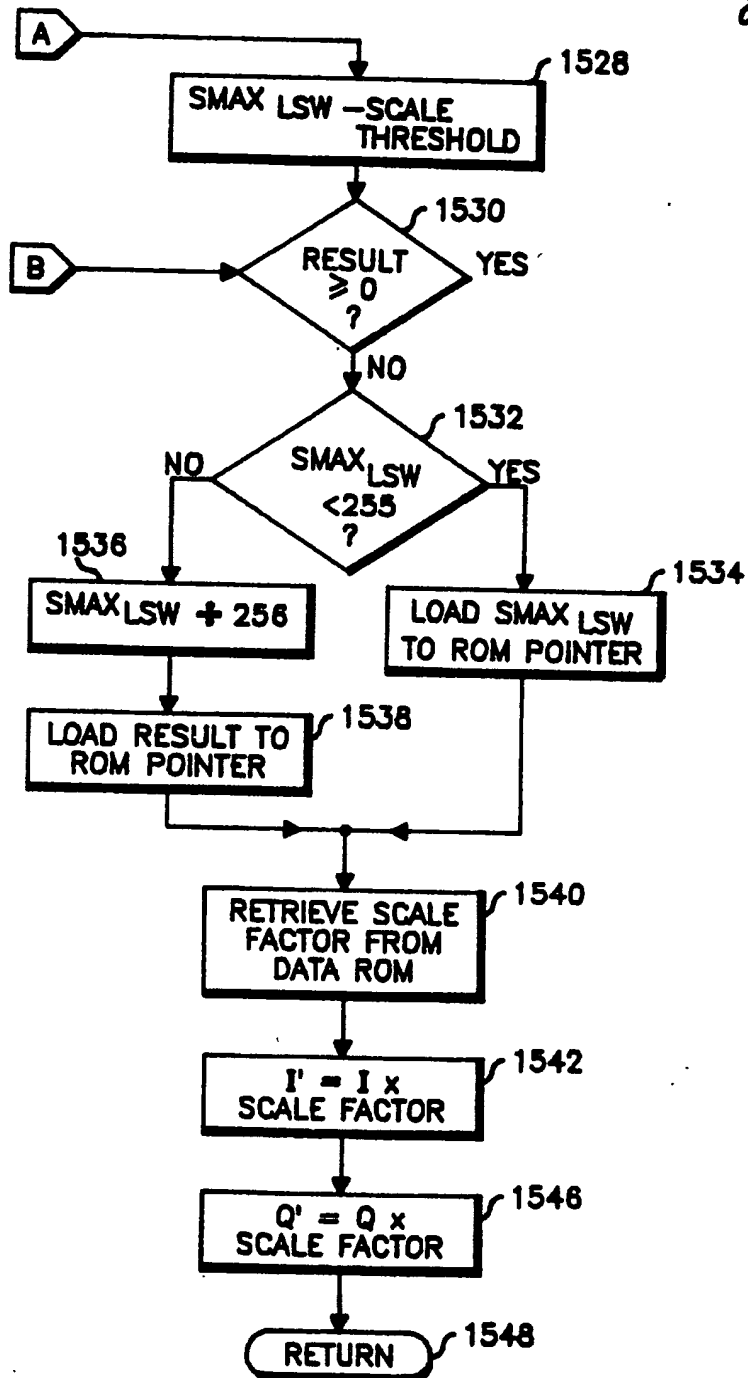 A
1528
SMAX LSW –SCALE
THRESHOLD
1530
B
RESULT
≥ 0
?
YES
NO
1532
NO
SMAX LSW
<255
?
YES
1536
SMAX LSW ÷ 256
1534
LOAD SMAX LSW
TO ROM POINTER
1538
LOAD RESULT TO
ROM POINTER
1540
RETRIEVE SCALE
FACTOR FROM
DATA ROM
1542
I' = I x
SCALE FACTOR
1546
Q' = Q x
SCALE FACTOR
1548
RETURN